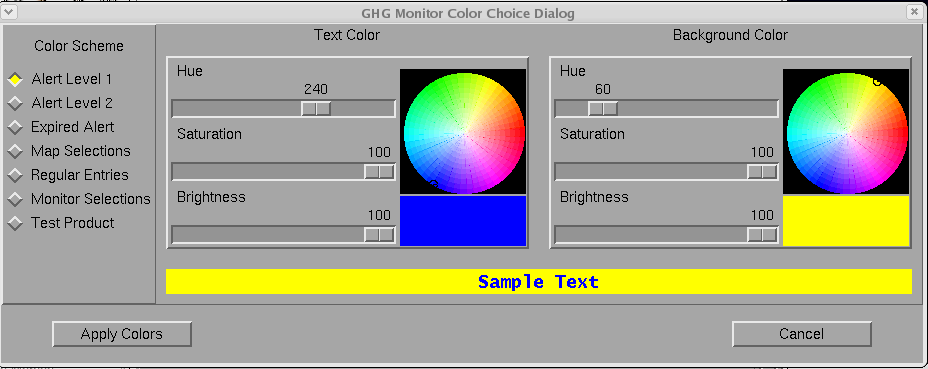 GHG Monitor Color Choice Dialog
Color Scheme
Alert Level 1
Alert Level 2
Expired Alert
Map Selections
Regular Entries
Monitor Selections
Test Product
Text Color
Hue
240
Saturation
100
Brightness
100
Background Color
Hue
60
Saturation
100
Brightness
100
Sample Text
Apply Colors
Cancel